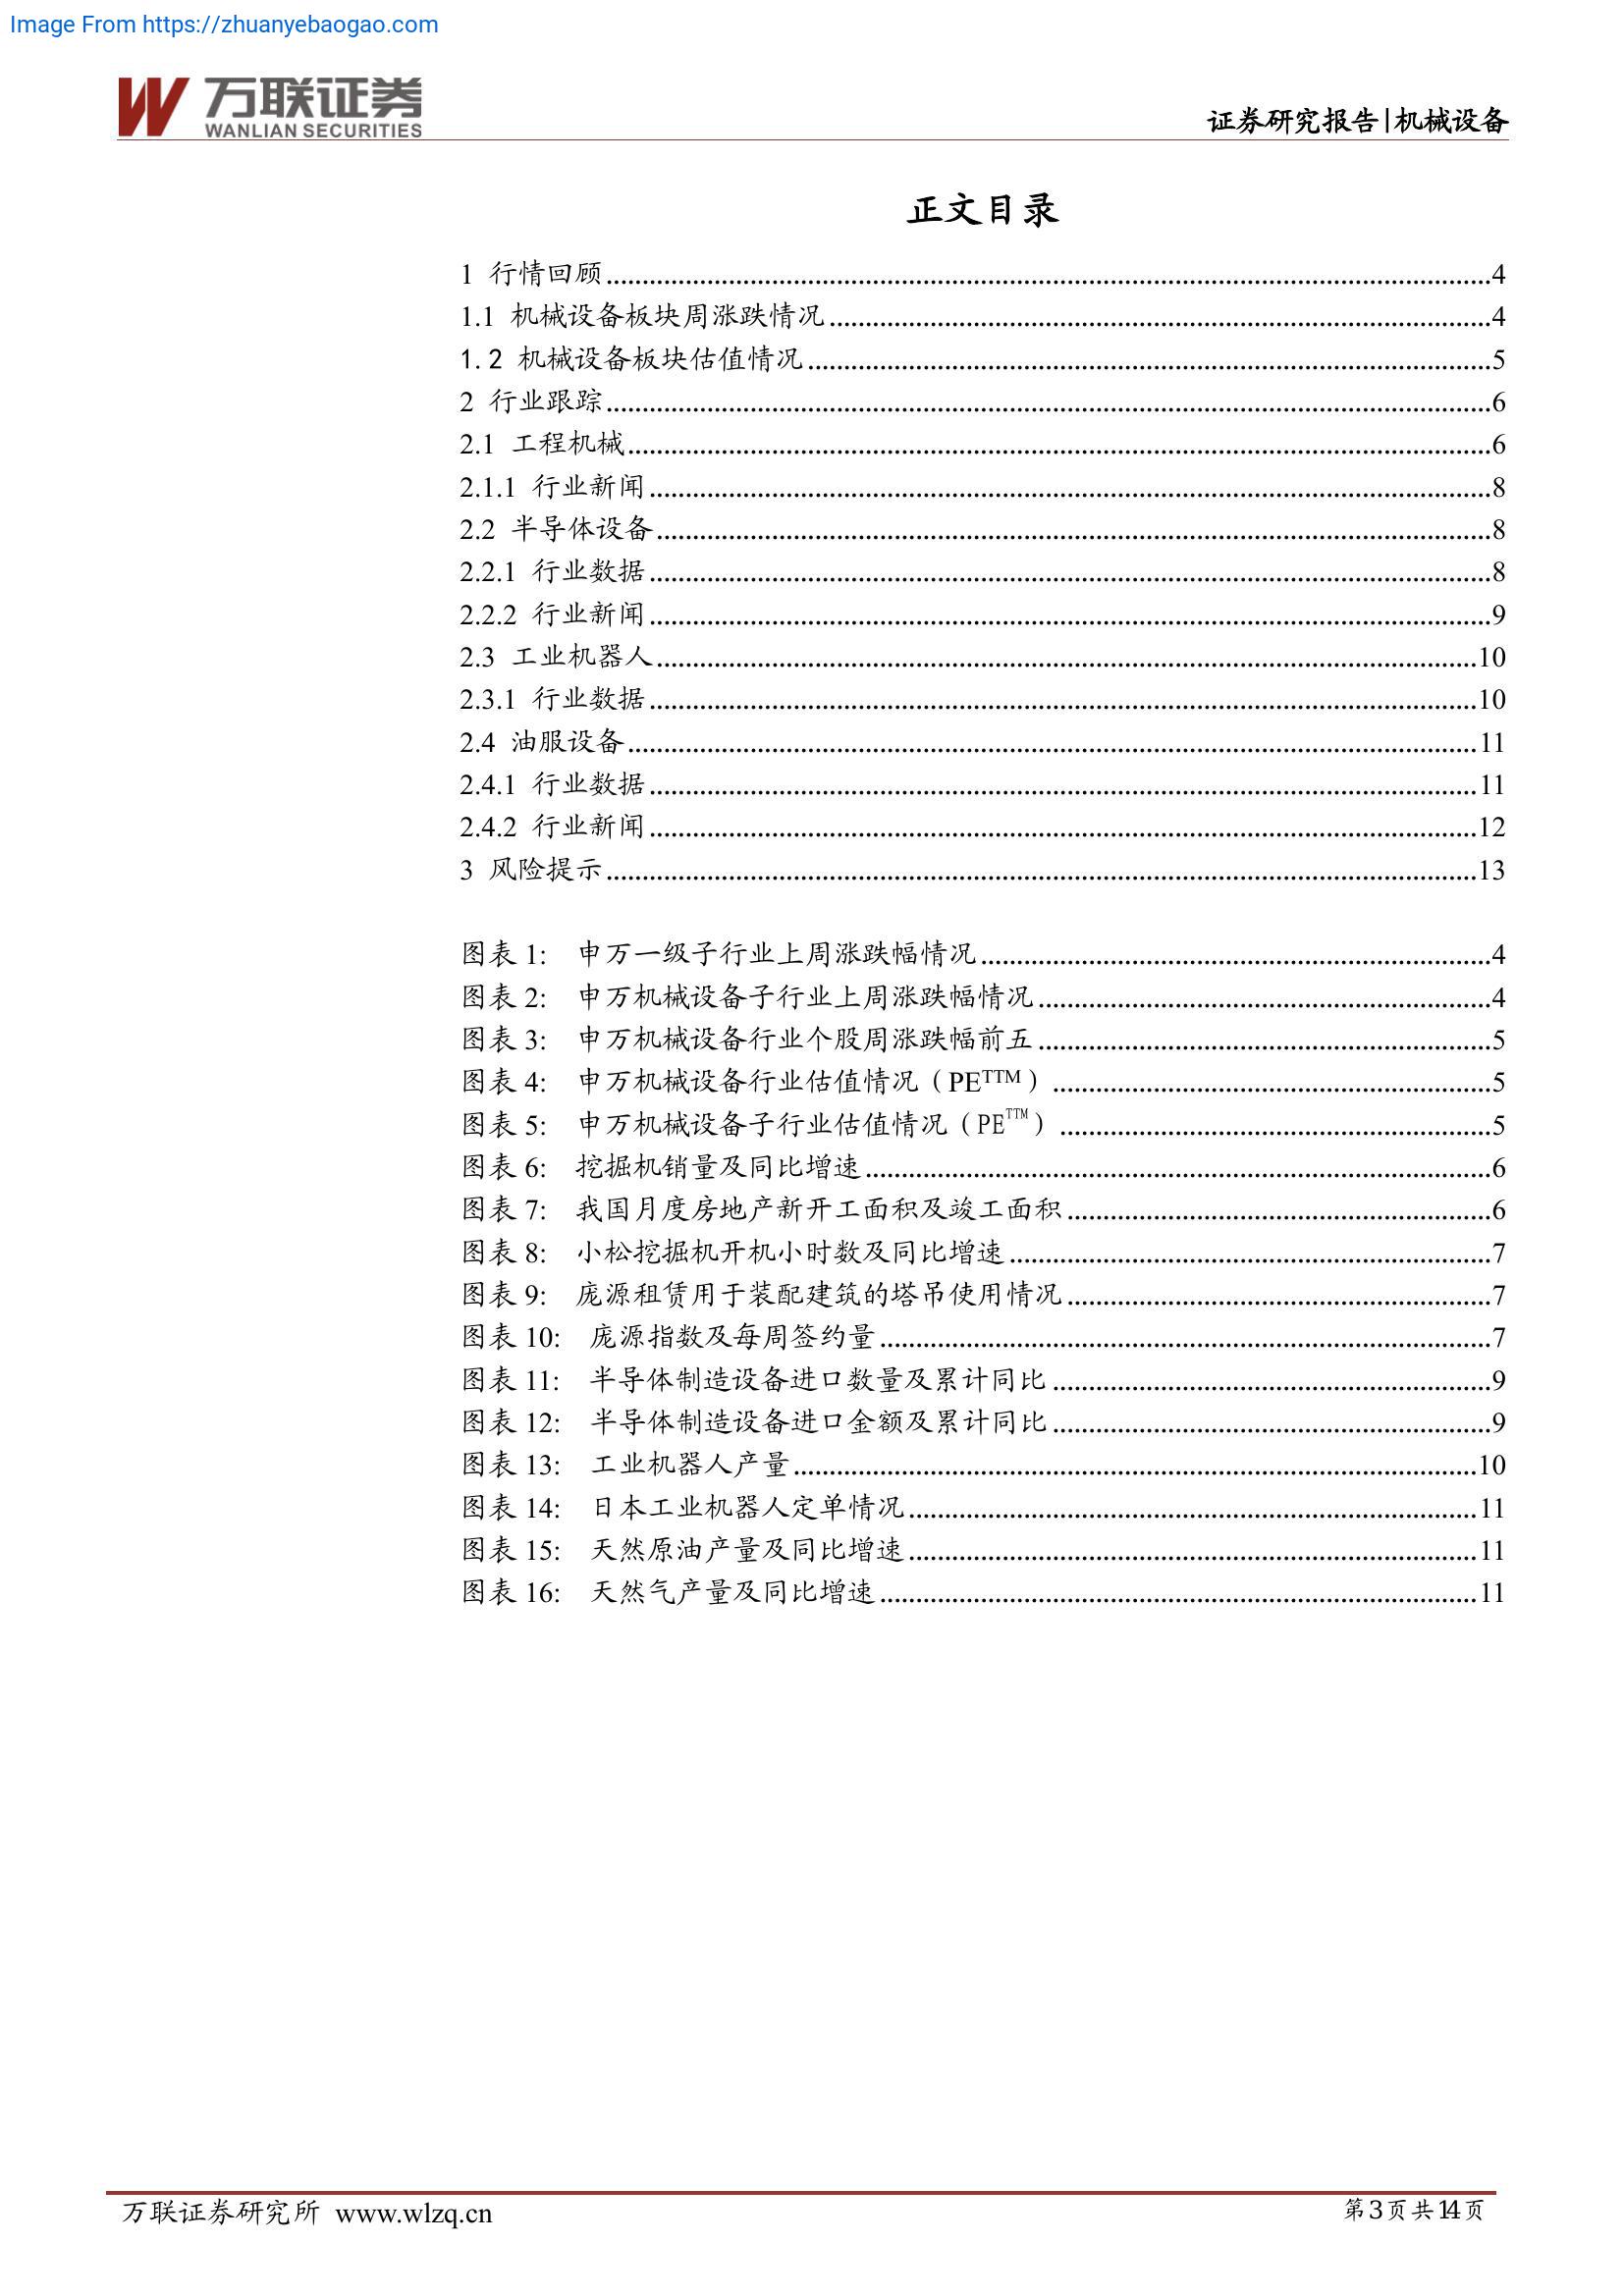 Image From https://zhuanyebaogao.com
万联证券
WANLIAN SECURITIES
证券研究报告|机械设备
正文目录
1 行情回顾 4
1.1 机械设备板块周涨跌情况 4
1.2 机械设备板块估值情况 5
2 行业跟踪 6
2.1 工程机械 6
2.1.1 行业新闻 8
2.2 半导体设备 8
2.2.1 行业数据 8
2.2.2 行业新闻 9
2.3 工业机器人 10
2.3.1 行业数据 10
2.4 油服设备 11
2.4.1 行业数据 11
2.4.2 行业新闻 12
3 风险提示 13
图表 1: 申万一级子行业上周涨跌幅情况 4
图表 2: 申万机械设备子行业上周涨跌幅情况 4
图表 3: 申万机械设备行业个股周涨跌幅前五 5
图表 4: 申万机械设备行业估值情况（PETTM） 5
图表 5: 申万机械设备子行业估值情况（PETTM） 5
图表 6: 挖掘机销量及同比增速 6
图表 7: 我国月度房地产新开工面积及竣工面积 6
图表 8: 小松挖掘机开机小时数及同比增速 7
图表 9: 庞源租赁用于装配建筑的塔吊使用情况 7
图表 10: 庞源指数及每周签约量 7
图表 11: 半导体制造设备进口数量及累计同比 9
图表 12: 半导体制造设备进口金额及累计同比 9
图表 13: 工业机器人产量 10
图表 14: 日本工业机器人定单情况 11
图表 15: 天然原油产量及同比增速 11
图表 16: 天然气产量及同比增速 11
万联证券研究所 www.wlzq.cn
第 3 页 共 14 页